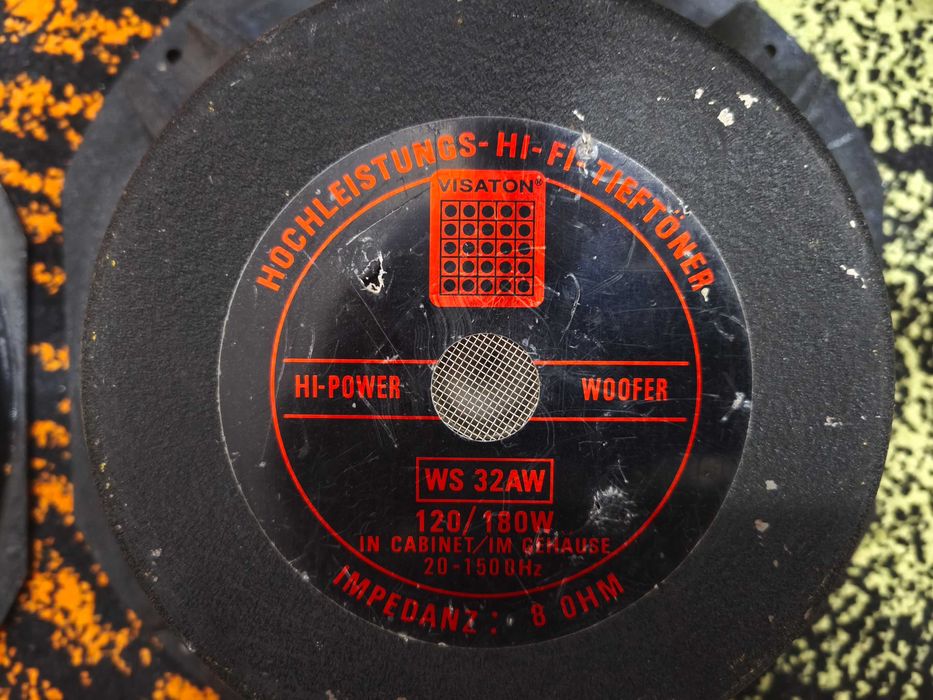 HOCHLEISTUNGS-HI-FI-TIEFTÖNER
VISATON®
HI-POWER WOOFER
WS 32AW
120/180W
IN CABINET/IM GEHÄUSE
20-1500Hz
IMPEDANZ: 8 OHM